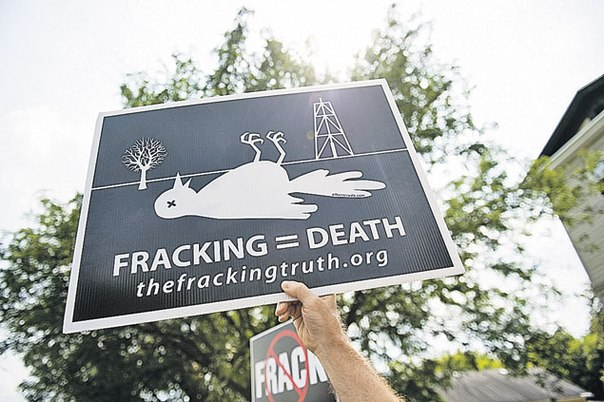 FRACKING = DEATH
thefrackingtruth.org
FRACK